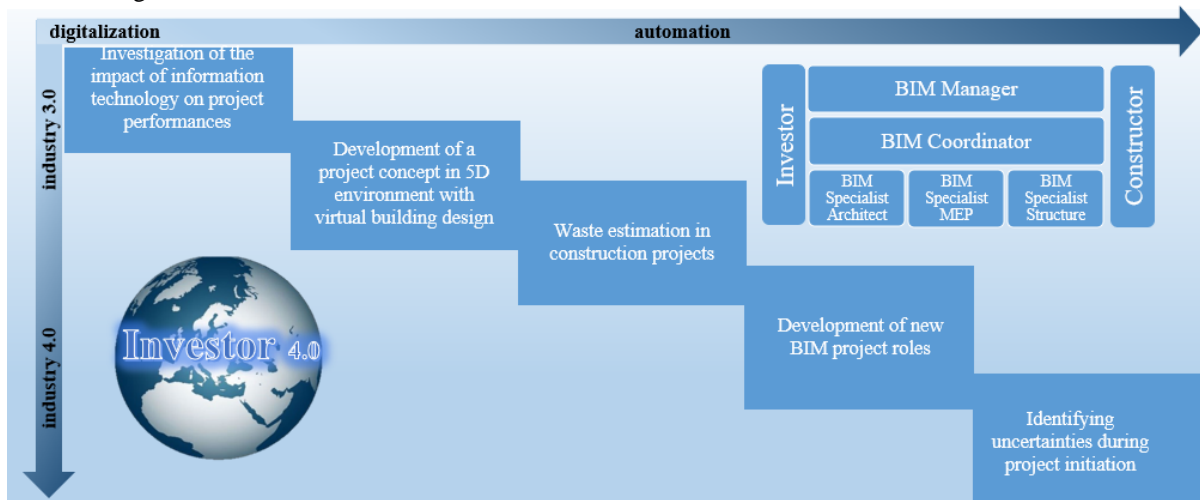 digitalization
automation
industry 3.0
industry 4.0
Investigation of the
impact of information
technology on project
performances
Development of a
project concept in 5D
environment with
virtual building design
Waste estimation in
construction projects
Development of new
BIM project roles
Identifying
uncertainties during
project initiation
Investor
BIM Manager
BIM Coordinator
BIM
Specialist
Architect
BIM
Specialist
MEP
BIM
Specialist
Structure
Constructor
Investor 4.0